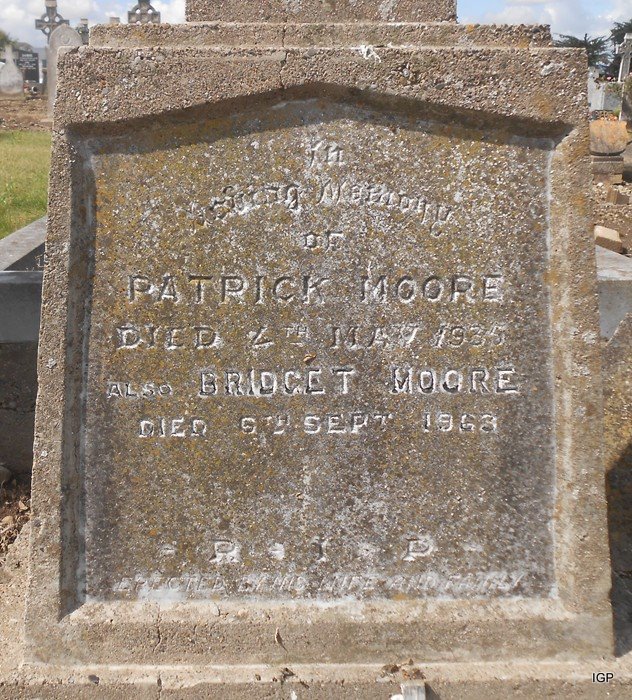 In
Loving Memory
OF
PATRICK MOORE
DIED 4TH MAY 1935
ALSO BRIDGET MOORE
DIED 9TH SEPT 1963
- R - I - P -
ERECTED BY HIS WIFE AND FAMILY
IGP